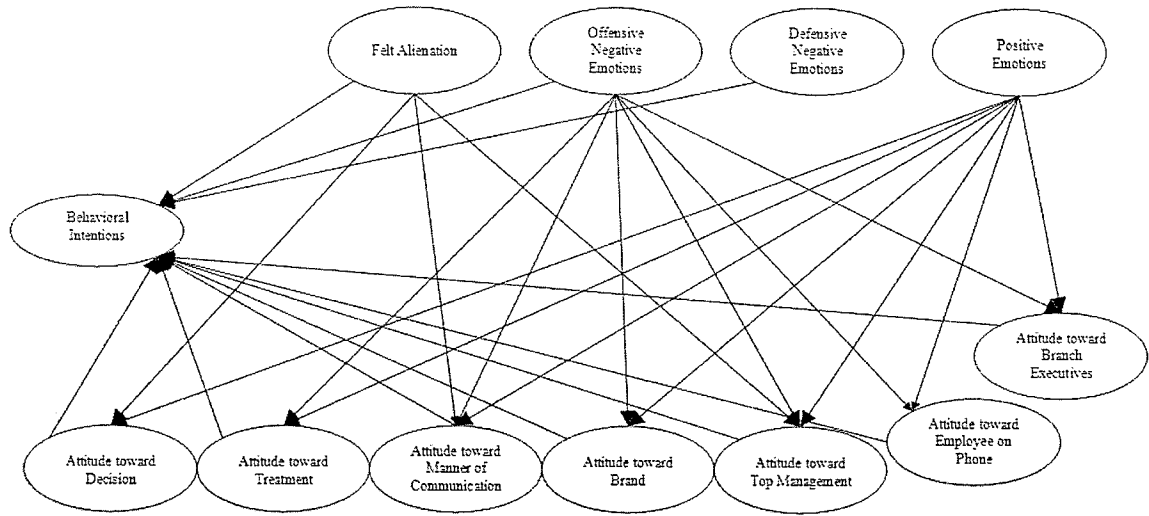 Felt Alienation
Offensive
Negative
Emotions
Defensive
Negative
Emotions
Positive
Emotions
Behavioral
Intentions
Attitude toward
Branch
Executives
Attitude toward
Employee on
Phone
Attitude toward
Decision
Attitude toward
Treatment
Attitude toward
Manner of
Communication
Attitude toward
Brand
Attitude toward
Top Management